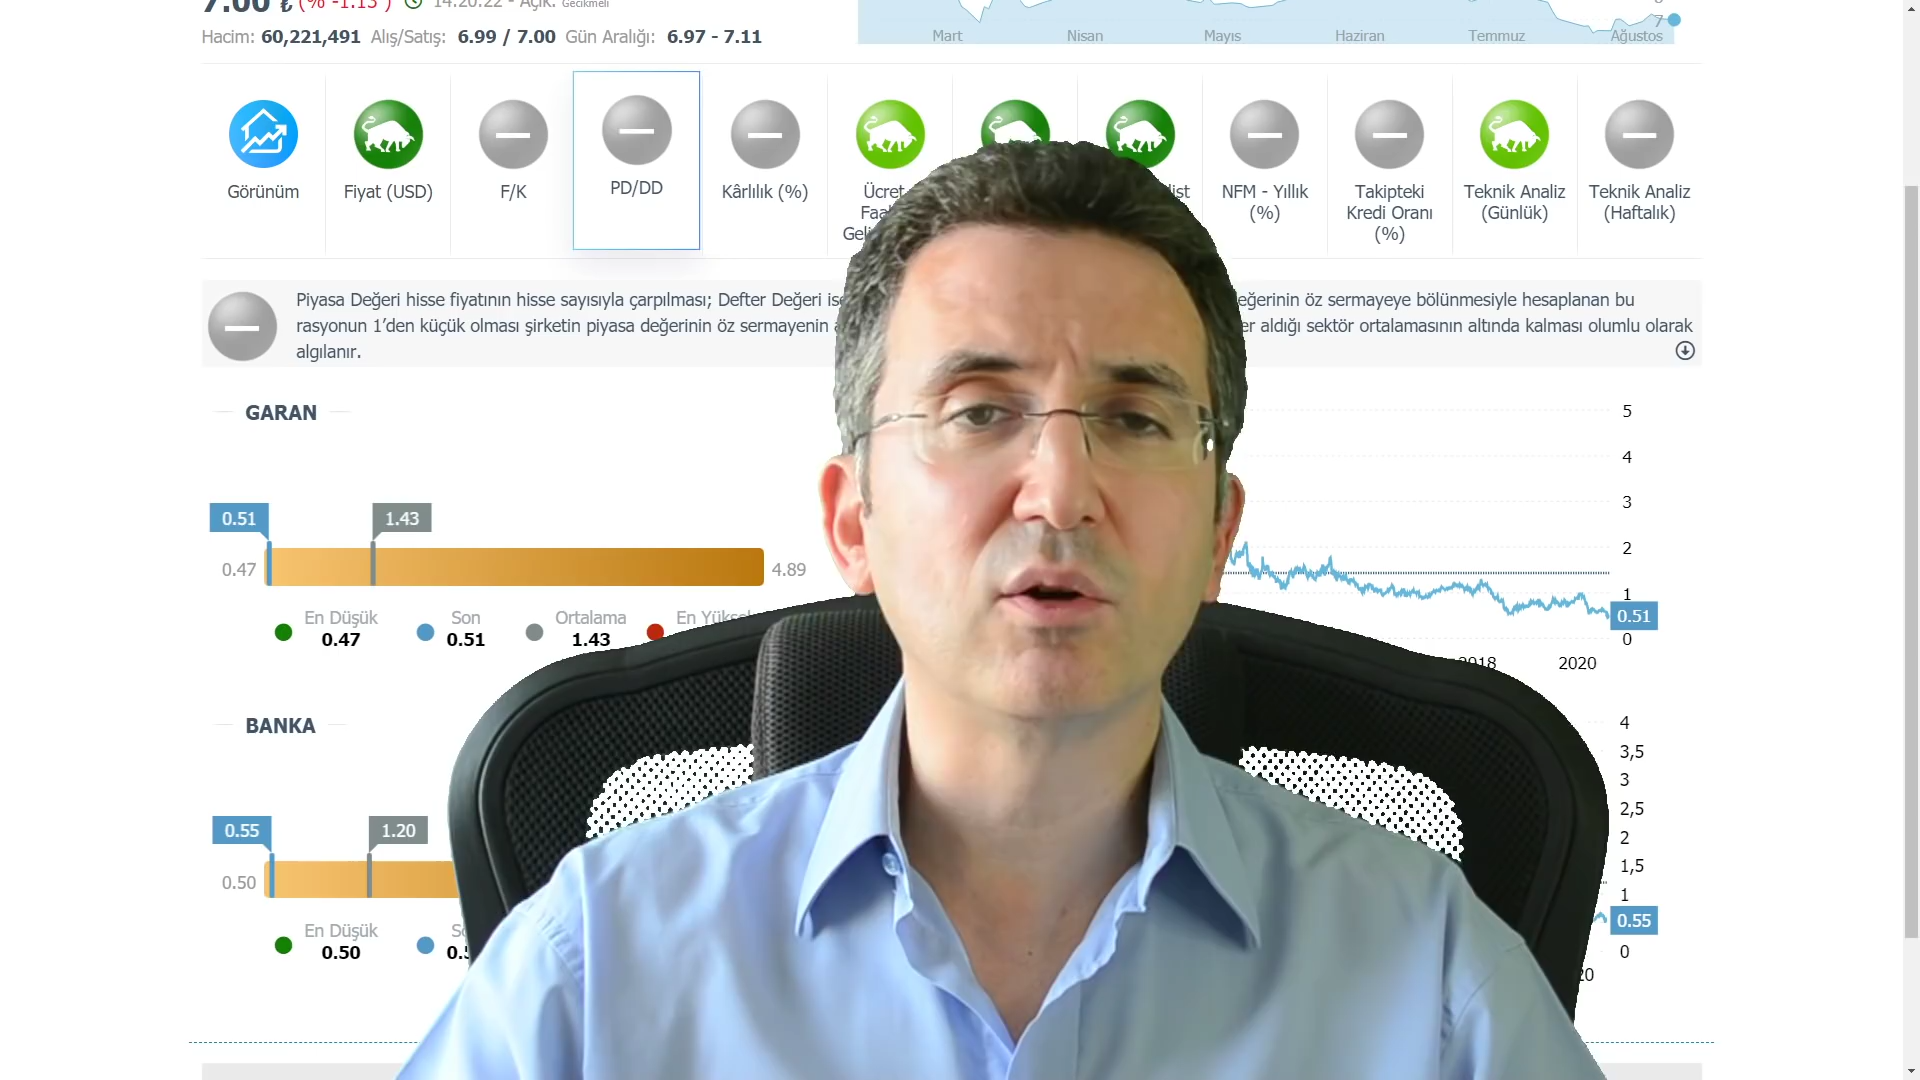 7.00 ₺ (% -1.13 ) 14:20:22 - Açık. Gecikmeli
Hacim: 60,221,491 Alış/Satış: 6.99 / 7.00 Gün Aralığı: 6.97 - 7.11
7
Mart Nisan Mayıs Haziran Temmuz Ağustos
Görünüm
Fiyat (USD)
F/K
PD/DD
Kârlılık (%)
Ücret
NFM - Yıllık
(%)
Takipteki
Kredi Oranı
(%)
Teknik Analiz
(Günlük)
Teknik Analiz
(Haftalık)
Piyasa Değeri hisse fiyatının hisse sayısıyla çarpılması; Defter Değeri ise
eğerinin öz sermayeye bölünmesiyle hesaplanan bu
rasyonun 1’den küçük olması şirketin piyasa değerinin öz sermayenin
er aldığı sektör ortalamasının altında kalması olumlu olarak
algılanır.
GARAN
0.51 1.43
0.47 4.89
En Düşük Son Ortalama En Yüksek
0.47 0.51 1.43
5
4
3
2
1
0.51
0
2018 2020
BANKA
0.55 1.20
0.50
En Düşük
0.50
4
3,5
3
2,5
2
1,5
1
0.55
0
20